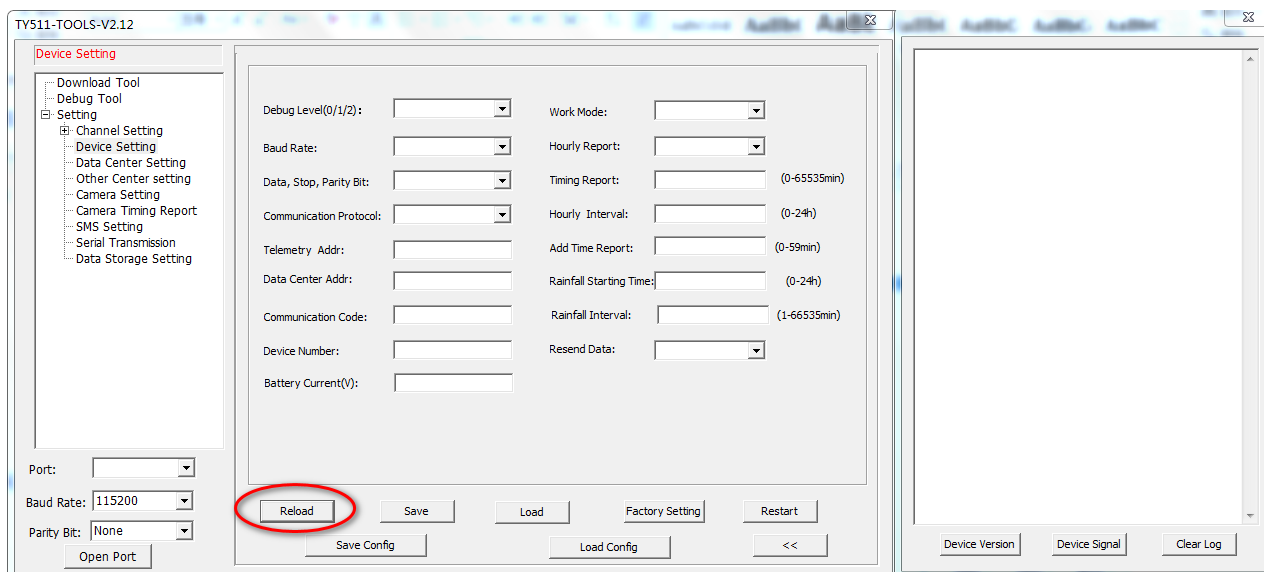 TY511-TOOLS-V2.12
Device Setting
Download Tool
Debug Tool
Setting
Channel Setting
Device Setting
Data Center Setting
Other Center setting
Camera Setting
Camera Timing Report
SMS Setting
Serial Transmission
Data Storage Setting
Port:
Baud Rate: 115200
Parity Bit: None
Open Port
Debug Level(0/1/2):
Baud Rate:
Data, Stop, Parity Bit:
Communication Protocol:
Telemetry Addr:
Data Center Addr:
Communication Code:
Device Number:
Battery Current(V):
Work Mode:
Hourly Report:
Timing Report: (0-65535min)
Hourly Interval: (0-24h)
Add Time Report: (0-59min)
Rainfall Starting Time: (0-24h)
Rainfall Interval: (1-66535min)
Resend Data:
Reload Save Load Factory Setting Restart
Save Config Load Config <<
Device Version Device Signal Clear Log